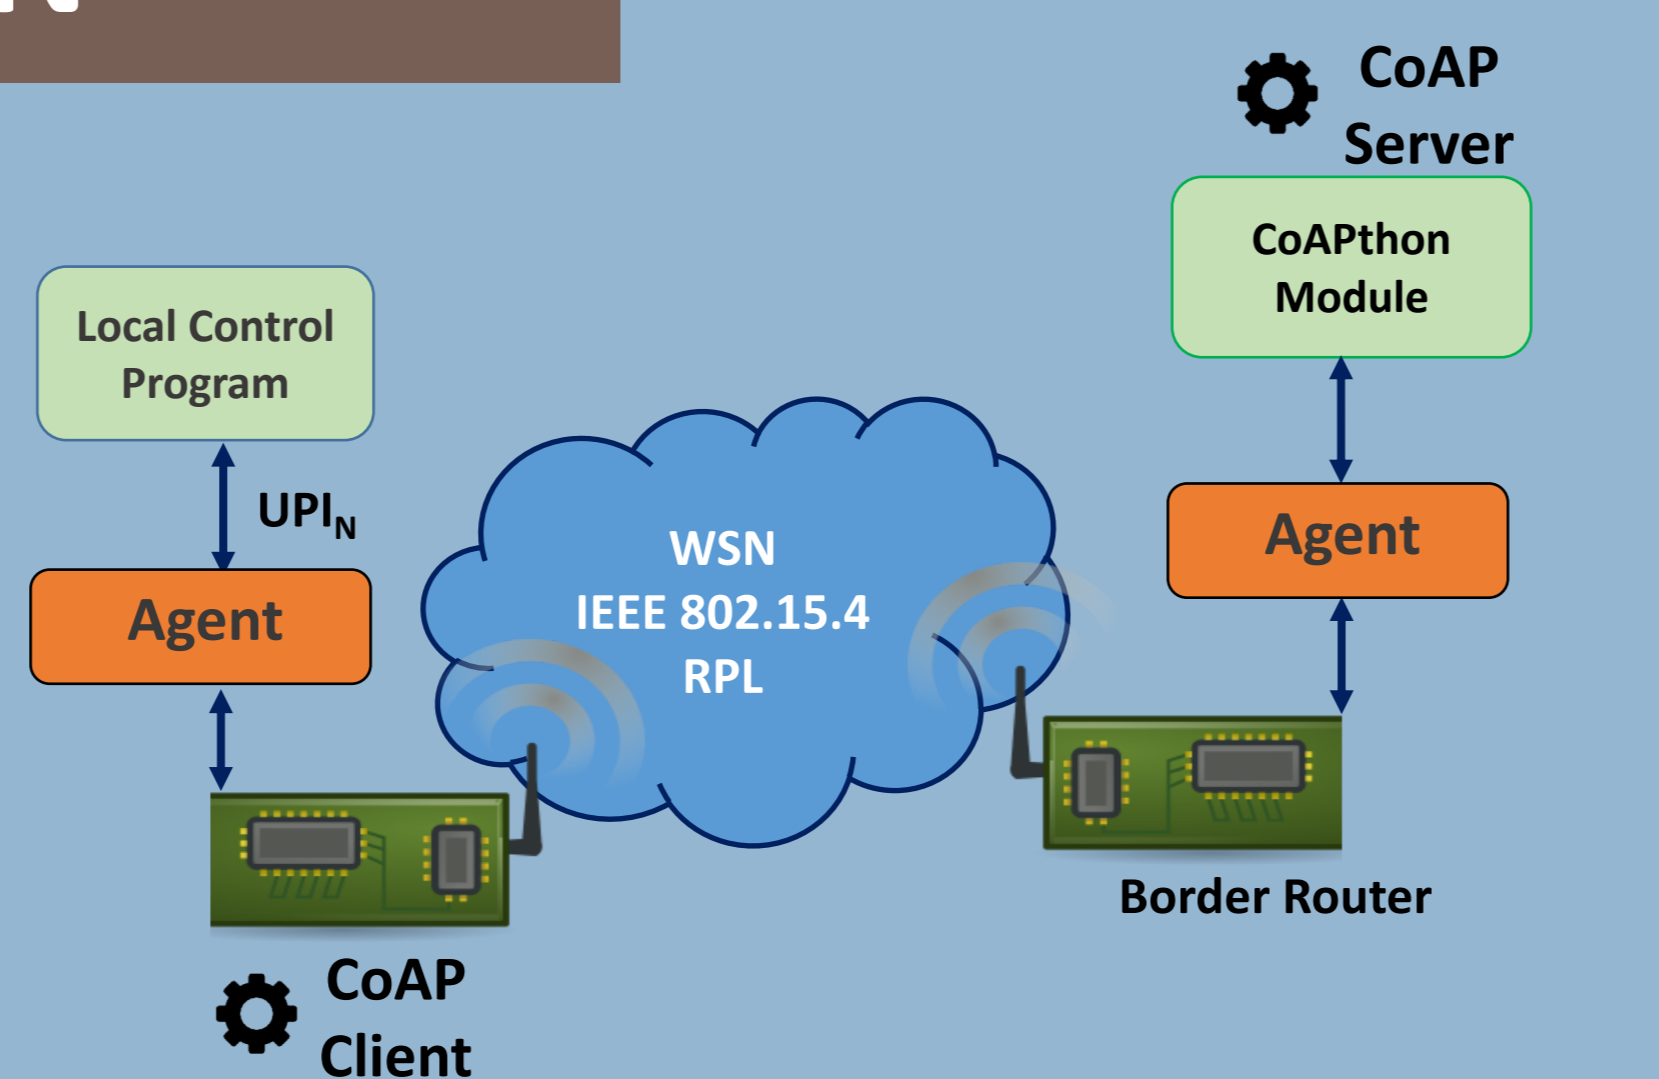 CoAP
Server
CoAPthon
Module
Local Control
Program
UPIN
Agent
Agent
WSN
IEEE 802.15.4
RPL
Border Router
CoAP
Client